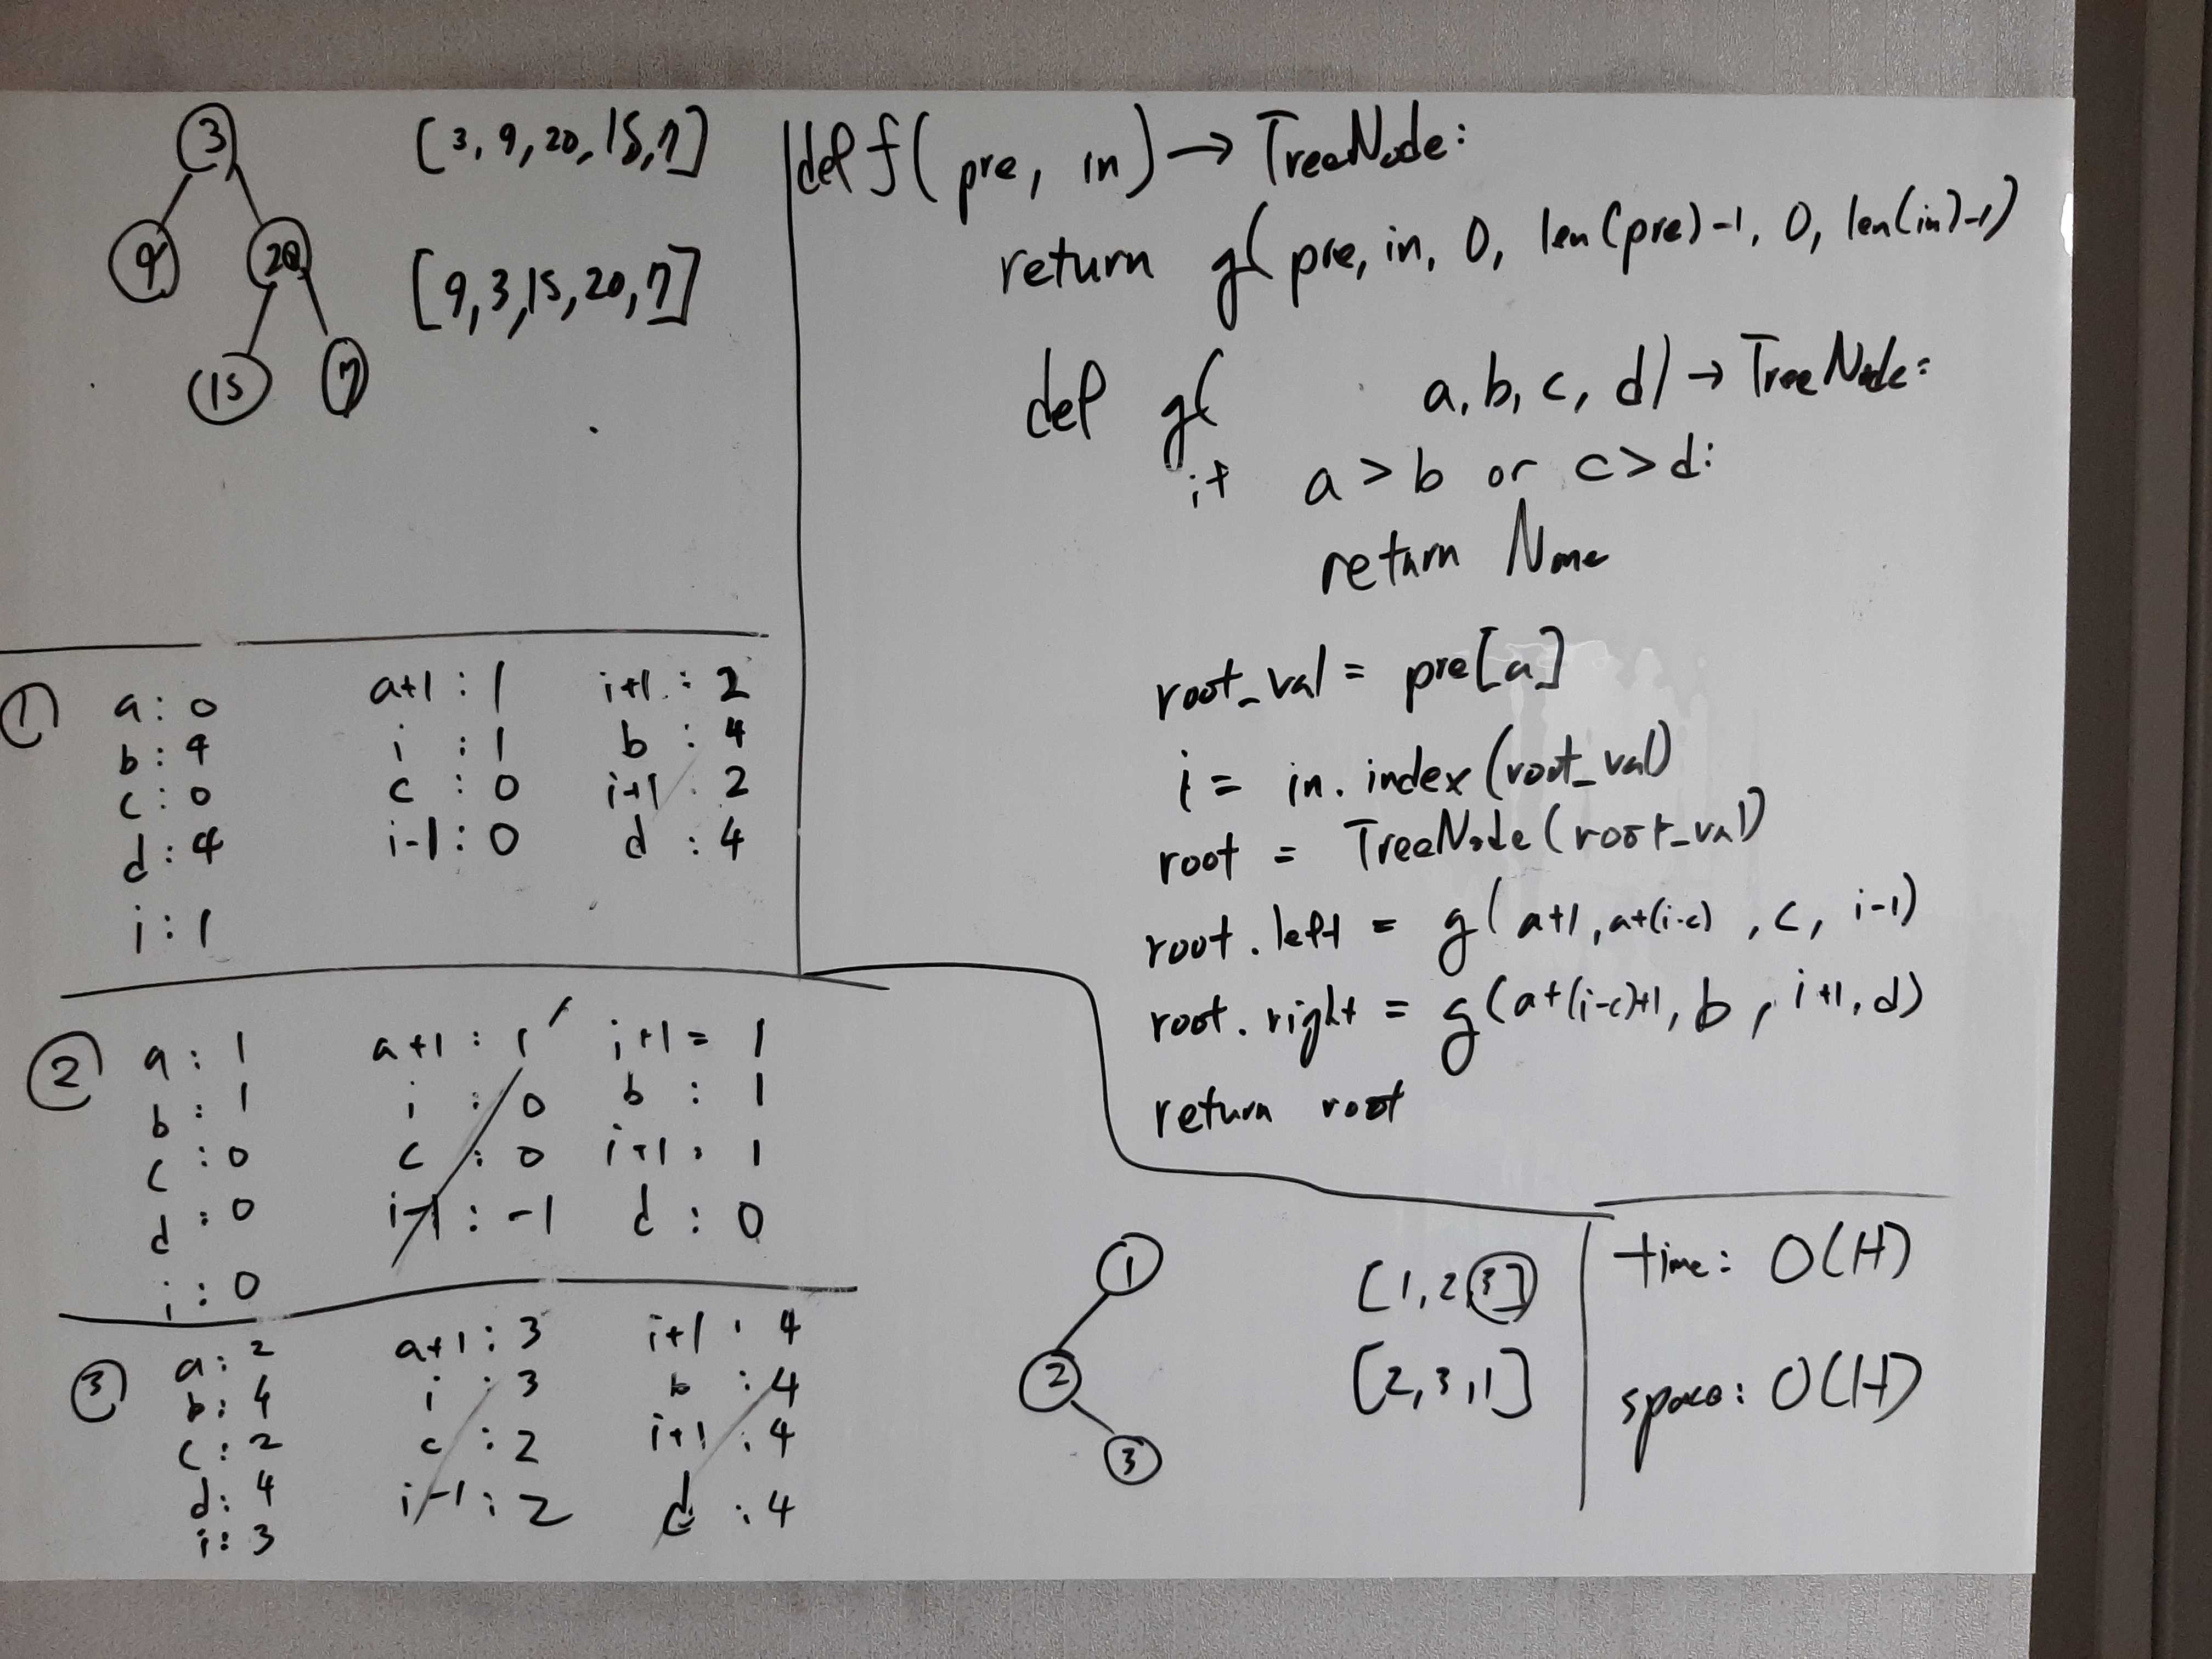 3
9
20
15
7
[3, 9, 20, 15, 7]
[9, 3, 15, 20, 7]
def f(pre, in) → TreeNode:
return g(pre, in, 0, len(pre)-1, 0, len(in)-1)
def g( a, b, c, d) → TreeNode:
if a > b or c > d:
return None
root_val = pre[a]
i = in.index(root_val)
root = TreeNode(root_val)
root.left = g(a+1, a+(i-c), c, i-1)
root.right = g(a+(i-c)+1, b, i+1, d)
return root
① a: 0 a+1: 1 i+1: 2
b: 4 i: 1 b: 4
c: 0 c: 0 i+1: 2
d: 4 i-1: 0 d: 4
i: 1
② a: 1 a+1: 1 i+1= 1
b: 1 i: 0 b: 1
c: 0 c: 0 i+1: 1
d: 0 i-1: -1 d: 0
i: 0
③ a: 2 a+1: 3 i+1: 4
b: 4 i: 3 b: 4
c: 2 c: 2 i+1: 4
d: 4 i-1: 2 d: 4
i: 3
1
2
3
[1, 2, 3]
[2, 3, 1]
time: O(H)
space: O(H)